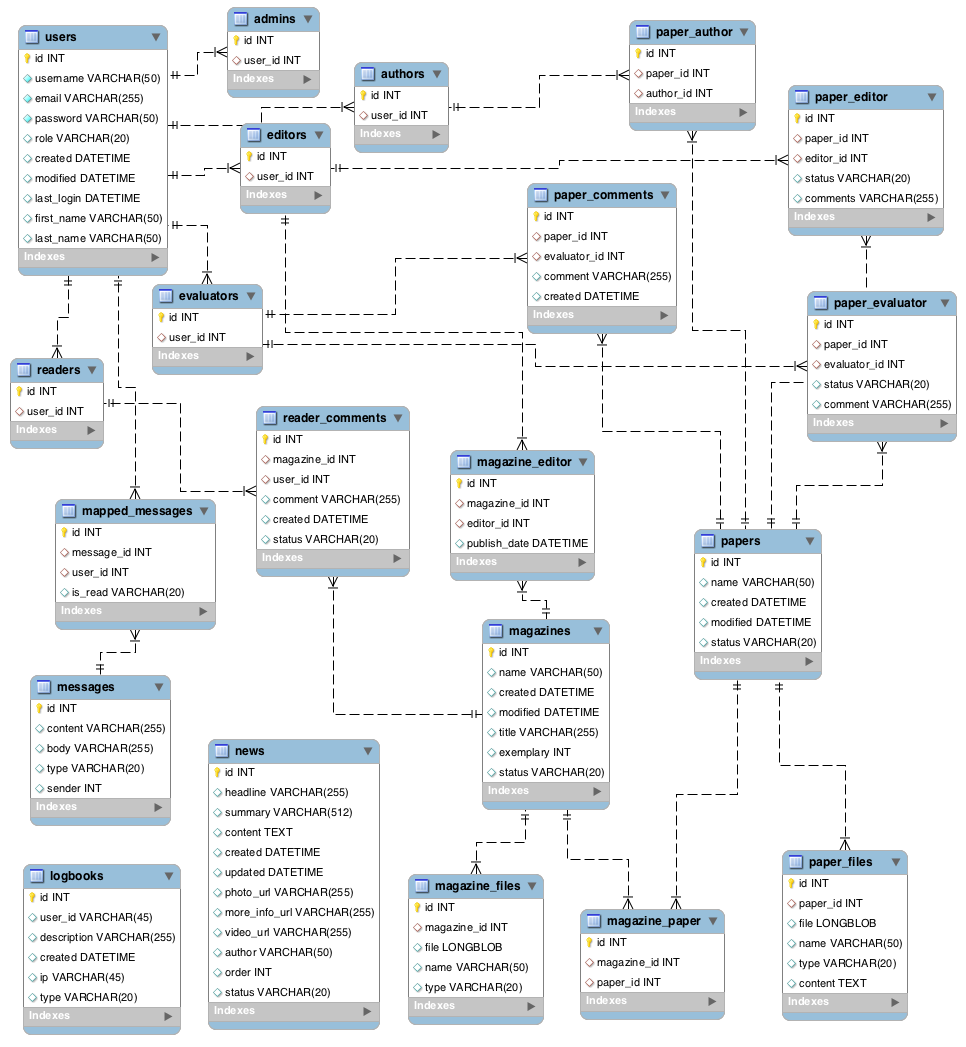 users
id INT
username VARCHAR(50)
email VARCHAR(255)
password VARCHAR(50)
role VARCHAR(20)
created DATETIME
modified DATETIME
last_login DATETIME
first_name VARCHAR(50)
last_name VARCHAR(50)
Indexes
admins
id INT
user_id INT
Indexes
authors
id INT
user_id INT
Indexes
editors
id INT
user_id INT
Indexes
paper_author
id INT
paper_id INT
author_id INT
Indexes
paper_editor
id INT
paper_id INT
editor_id INT
status VARCHAR(20)
comments VARCHAR(255)
Indexes
paper_comments
id INT
paper_id INT
evaluator_id INT
comment VARCHAR(255)
created DATETIME
Indexes
evaluators
id INT
user_id INT
Indexes
paper_evaluator
id INT
paper_id INT
evaluator_id INT
status VARCHAR(20)
comment VARCHAR(255)
Indexes
readers
id INT
user_id INT
Indexes
reader_comments
id INT
magazine_id INT
user_id INT
comment VARCHAR(255)
created DATETIME
status VARCHAR(20)
Indexes
magazine_editor
id INT
magazine_id INT
editor_id INT
publish_date DATETIME
Indexes
mapped_messages
id INT
message_id INT
user_id INT
is_read VARCHAR(20)
Indexes
papers
id INT
name VARCHAR(50)
created DATETIME
modified DATETIME
status VARCHAR(20)
Indexes
magazines
id INT
name VARCHAR(50)
created DATETIME
modified DATETIME
title VARCHAR(255)
exemplary INT
status VARCHAR(20)
Indexes
messages
id INT
content VARCHAR(255)
body VARCHAR(255)
type VARCHAR(20)
sender INT
Indexes
news
id INT
headline VARCHAR(255)
summary VARCHAR(512)
content TEXT
created DATETIME
updated DATETIME
photo_url VARCHAR(255)
more_info_url VARCHAR(255)
video_url VARCHAR(255)
author VARCHAR(50)
order INT
status VARCHAR(20)
Indexes
logbooks
id INT
user_id VARCHAR(45)
description VARCHAR(255)
created DATETIME
ip VARCHAR(45)
type VARCHAR(20)
Indexes
magazine_files
id INT
magazine_id INT
file LONGBLOB
name VARCHAR(50)
type VARCHAR(20)
Indexes
magazine_paper
id INT
magazine_id INT
paper_id INT
Indexes
paper_files
id INT
paper_id INT
file LONGBLOB
name VARCHAR(50)
type VARCHAR(20)
content TEXT
Indexes